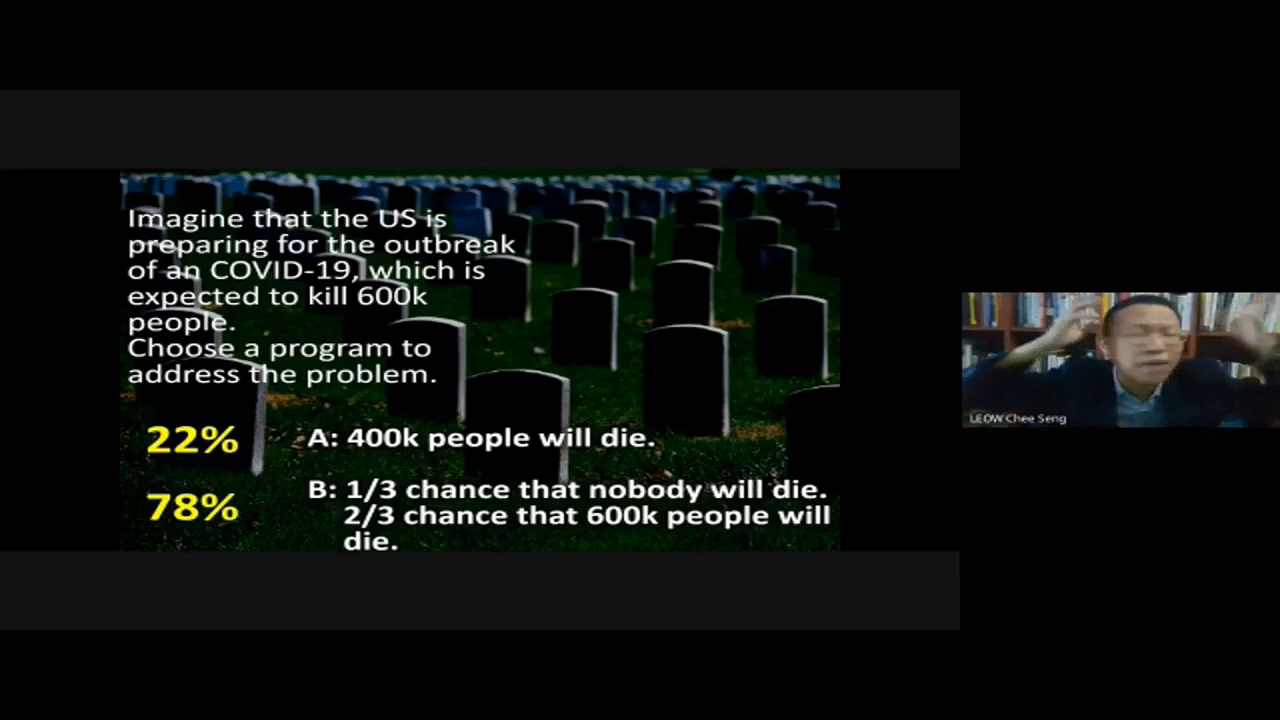 Imagine that the US is
preparing for the outbreak
of an COVID-19, which is
expected to kill 600k
people.
Choose a program to
address the problem.
22%
A: 400k people will die.
78%
B: 1/3 chance that nobody will die.
2/3 chance that 600k people will
die.
LEOW Chee Seng